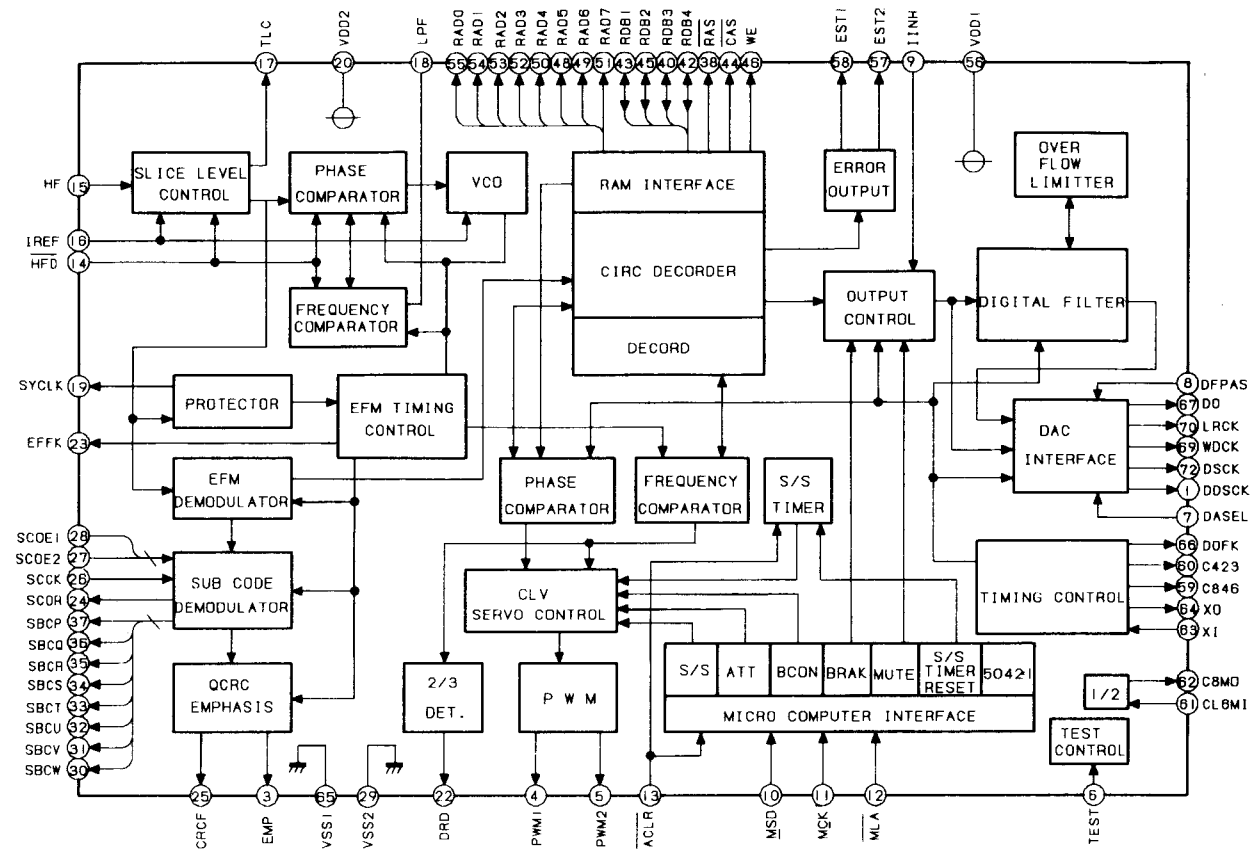 TLC
VDD2
LPF
RAD0
RAD1
RAD2
RAD3
RAD4
RAD5
RAD6
RAD7
RDB1
RDB2
RDB3
RDB4
RAS
CAS
WE
EST1
EST2
IINH
VDD1
17
20
18
55
54
53
52
50
48
49
51
43
45
40
42
38
44
46
58
57
9
56
HF
15
IREF
16
HFD
14
SLICE LEVEL
CONTROL
PHASE
COMPARATOR
VCO
FREQUENCY
COMPARATOR
RAM INTERFACE
CIRC DECORDER
DECORD
ERROR
OUTPUT
OVER
FLOW
LIMITTER
OUTPUT
CONTROL
DIGITAL FILTER
SYCLK
19
EFFK
23
PROTECTOR
EFM TIMING
CONTROL
EFM
DEMODULATOR
PHASE
COMPARATOR
FREQUENCY
COMPARATOR
S/S
TIMER
DAC
INTERFACE
8
DFPAS
67
DO
70
LRCK
69
WDCK
72
DSCK
1
DDSCK
7
DASEL
SCOE1
28
SCOE2
27
SCCK
26
SCOR
24
SBCP
37
SBCQ
36
SBCR
35
SBCS
34
SBCT
33
SBCU
32
SBCV
31
SBCW
30
SUB CODE
DEMODULATOR
CLV
SERVO CONTROL
TIMING CONTROL
66
DOFK
60
C423
59
C846
64
XO
63
XI
QCRC
EMPHASIS
2/3
DET.
PWM
S/S
ATT
BCON
BRAK
MUTE
S/S
TIMER
RESET
50421
MICRO COMPUTER INTERFACE
1/2
62
C8MO
61
CL6MI
TEST
CONTROL
25
3
65
29
22
4
5
13
10
11
12
6
CRCF
EMP
VSS1
VSS2
DRD
PWM1
PWM2
ACLR
MSD
MCK
MLA
TEST